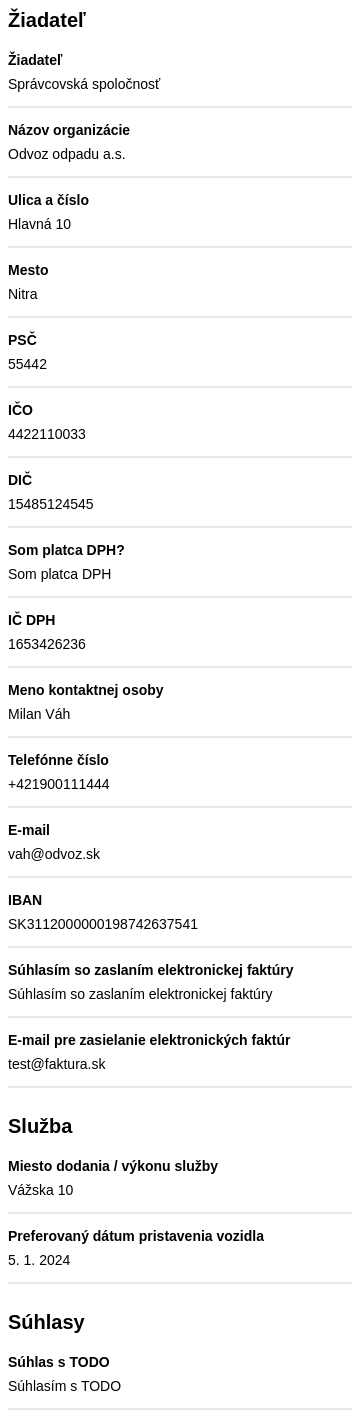 Žiadateľ
Žiadateľ
Správcovská spoločnosť
Názov organizácie
Odvoz odpadu a.s.
Ulica a číslo
Hlavná 10
Mesto
Nitra
PSČ
55442
IČO
4422110033
DIČ
15485124545
Som platca DPH?
Som platca DPH
IČ DPH
1653426236
Meno kontaktnej osoby
Milan Váh
Telefónne číslo
+421900111444
E-mail
vah@odvoz.sk
IBAN
SK3112000000198742637541
Súhlasím so zaslaním elektronickej faktúry
Súhlasím so zaslaním elektronickej faktúry
E-mail pre zasielanie elektronických faktúr
test@faktura.sk
Služba
Miesto dodania / výkonu služby
Vážska 10
Preferovaný dátum pristavenia vozidla
5. 1. 2024
Súhlasy
Súhlas s TODO
Súhlasím s TODO